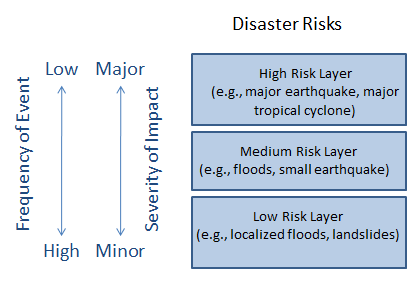 Disaster Risks
Low Major
High Minor
Frequency of Event
Severity of Impact
High Risk Layer
(e.g., major earthquake, major
tropical cyclone)
Medium Risk Layer
(e.g., floods, small earthquake)
Low Risk Layer
(e.g., localized floods, landslides)